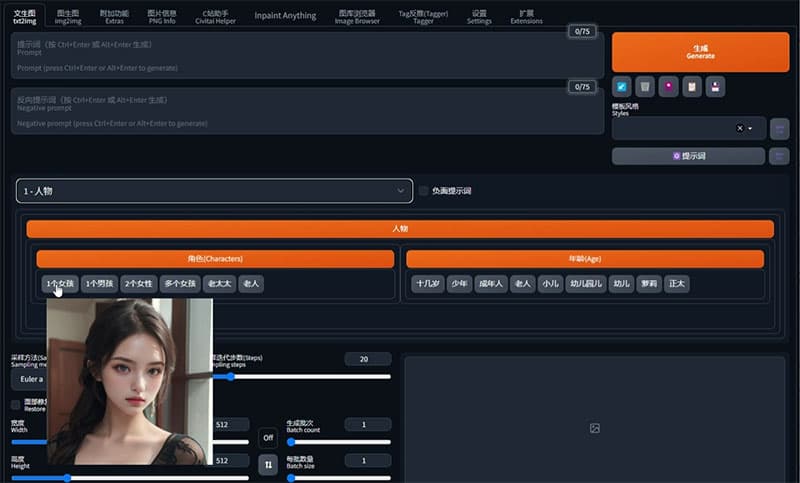 文生图 图生图 附加功能 图片信息 C站助手 Inpaint Anything 图库浏览器 Tag反推(Tagger) 设置 扩展
txt2img img2img Extras PNG Info Civitai Helper Image Browser Tagger Settings Extensions
0/75
提示词（按 Ctrl+Enter 或 Alt+Enter 生成）
Prompt
Prompt (press Ctrl+Enter or Alt+Enter to generate)
生成
Generate
0/75
反向提示词（按 Ctrl+Enter 或 Alt+Enter 生成）
Negative prompt
Negative prompt (press Ctrl+Enter or Alt+Enter to generate)
模板风格
Styles
提示词
1 - 人物 负面提示词
人物
角色(Characters) 年龄(Age)
1个女孩 1个男孩 2个女性 多个女孩 老太太 老人 十几岁 少年 成年人 老人 小儿 幼儿园儿 幼儿 萝莉 正太
采样方法(Sa 迭代步数(Steps) 20
Sampling me pling steps
Euler a
面部修复
Restore
宽度 512 生成批次 1
Width Batch count
Off
高度 512 每批数量 1
Height Batch size